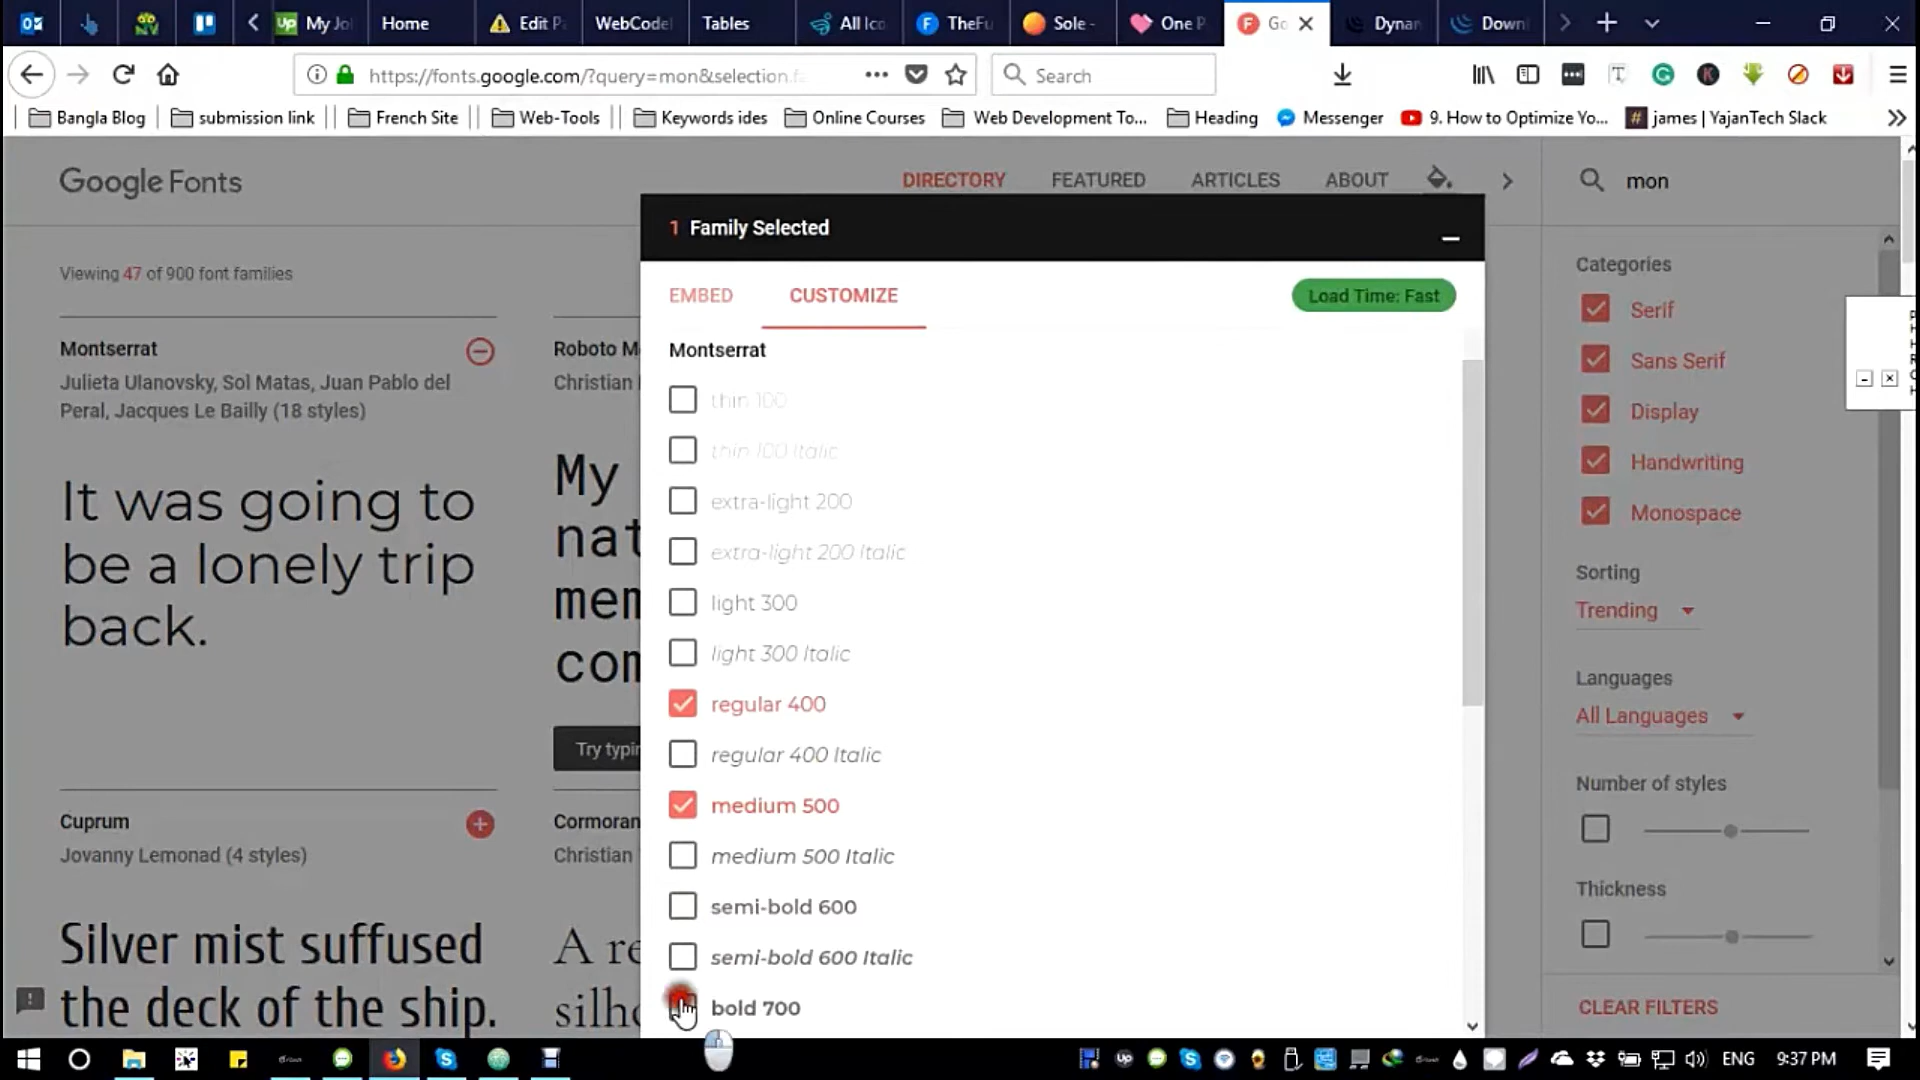 My Jo
Home
Edit P
WebCode
Tables
All Ico
TheFu
Sole -
One P
Go
Dynar
Downl
https://fonts.google.com/?query=mon&selection.fa
Search
Bangla Blog
submission link
French Site
Web-Tools
Keywords ides
Online Courses
Web Development To...
Heading
Messenger
9. How to Optimize Yo...
james | YajanTech Slack
Google Fonts
DIRECTORY
FEATURED
ARTICLES
ABOUT
mon
1 Family Selected
EMBED
CUSTOMIZE
Load Time: Fast
Montserrat
thin 100
thin 100 Italic
extra-light 200
extra-light 200 Italic
light 300
light 300 Italic
regular 400
regular 400 Italic
medium 500
medium 500 Italic
semi-bold 600
semi-bold 600 Italic
bold 700
Viewing 47 of 900 font families
Montserrat
Julieta Ulanovsky, Sol Matas, Juan Pablo del
Peral, Jacques Le Bailly (18 styles)
It was going to
be a lonely trip
back.
Roboto M
Christian
My
nat
mem
com
Try typin
Cuprum
Jovanny Lemonad (4 styles)
Silver mist suffused
the deck of the ship.
Cormoran
Christian
A re
silho
Categories
Serif
Sans Serif
Display
Handwriting
Monospace
Sorting
Trending
Languages
All Languages
Number of styles
Thickness
CLEAR FILTERS
ENG
9:37 PM